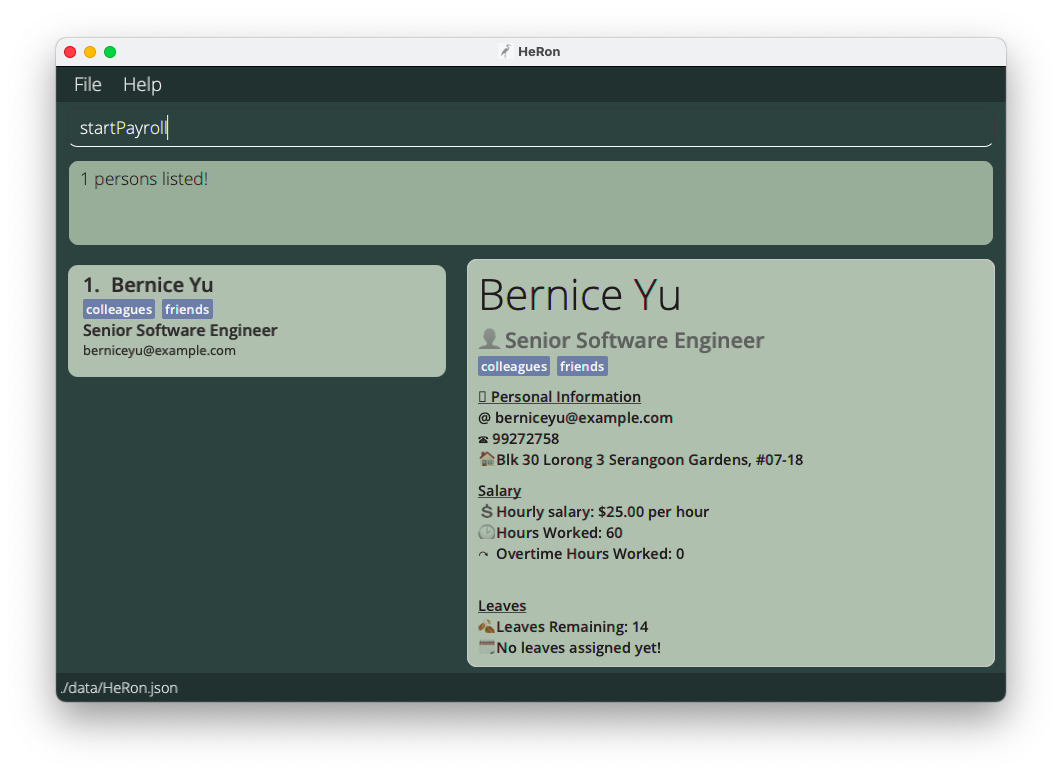 HeRon
File Help
startPayroll
1 persons listed!
1. Bernice Yu
colleagues friends
Senior Software Engineer
berniceyu@example.com
Bernice Yu
Senior Software Engineer
colleagues friends
Personal Information
@ berniceyu@example.com
99272758
Blk 30 Lorong 3 Serangoon Gardens, #07-18
Salary
$ Hourly salary: $25.00 per hour
Hours Worked: 60
Overtime Hours Worked: 0
Leaves
Leaves Remaining: 14
No leaves assigned yet!
./data/HeRon.json